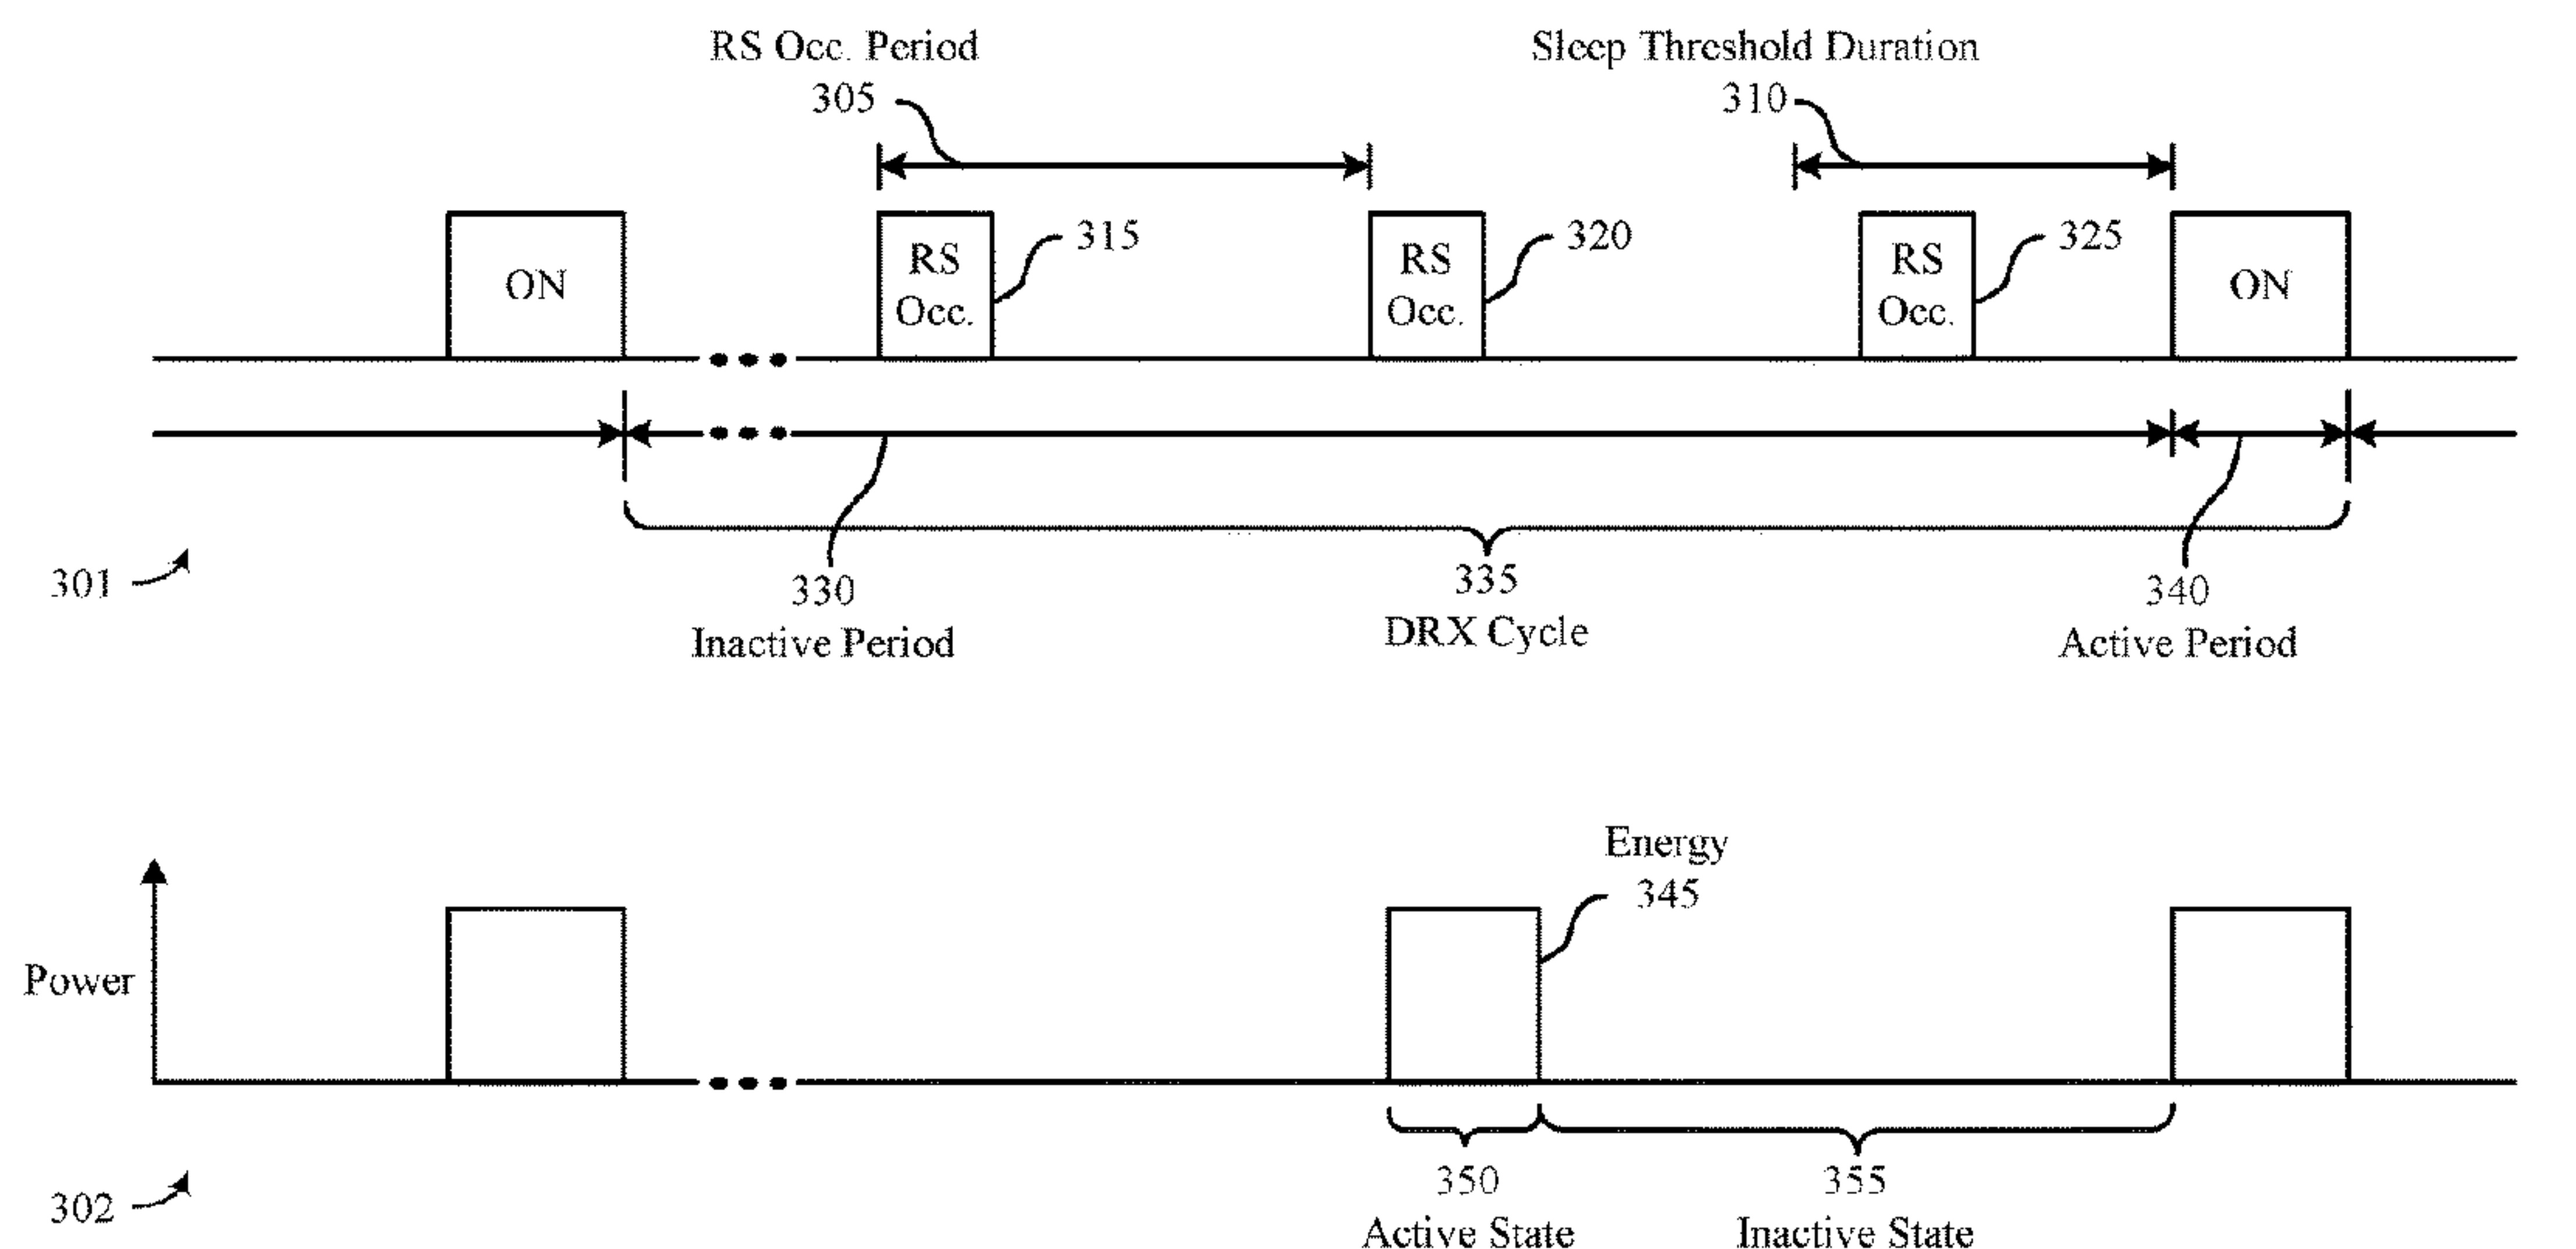 RS Occ. Period
305
Sleep Threshold Duration
310
ON
RS
Occ.
315
RS
Occ.
320
RS
Occ.
325
ON
301
330
Inactive Period
335
DRX Cycle
340
Active Period
Energy
345
Power
302
350
Active State
355
Inactive State